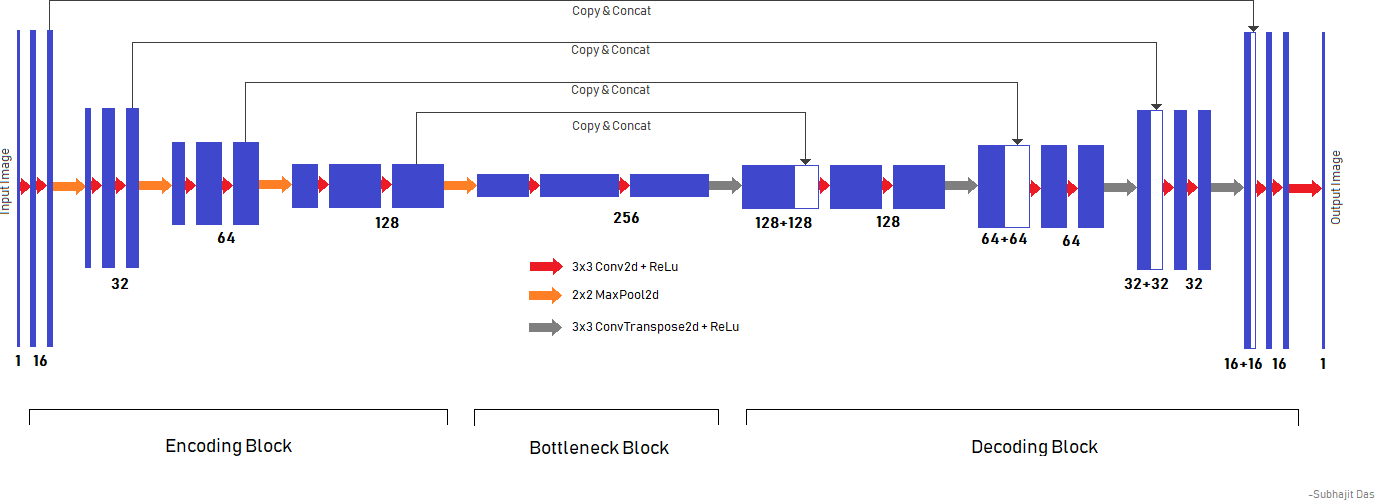 Copy & Concat
Copy & Concat
Copy & Concat
Copy & Concat
Input Image
Output Image
128
256
128+128
128
64
64+64
64
32
32+32
32
1
16
16+16
16
1
3x3 Conv2d + ReLu
2x2 MaxPool2d
3x3 ConvTranspose2d + ReLu
Encoding Block
Bottleneck Block
Decoding Block
~Subhajit Das